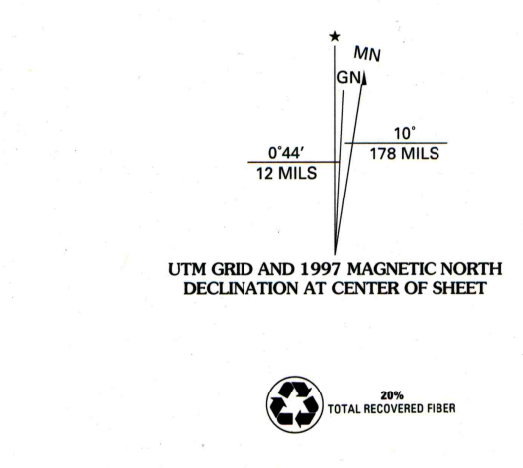 ★
MN
GN
0°44′
12 MILS
10°
178 MILS
UTM GRID AND 1997 MAGNETIC NORTH
DECLINATION AT CENTER OF SHEET
20%
TOTAL RECOVERED FIBER